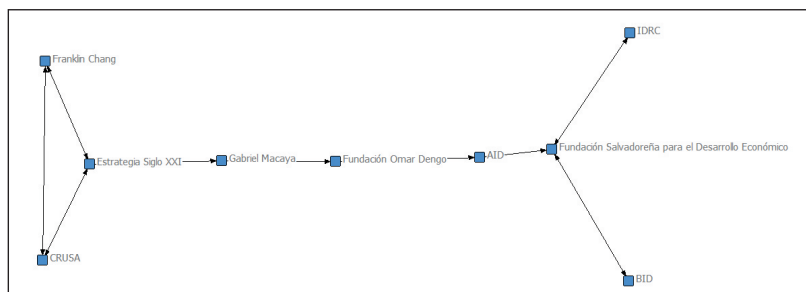 IDRC
Franklin Chang
Fundación Salvadoreña para el Desarrollo Económico
AID
Gabriel Macaya
Fundación Omar Dengo
Estrategia Siglo XXI
CRUSA
BID